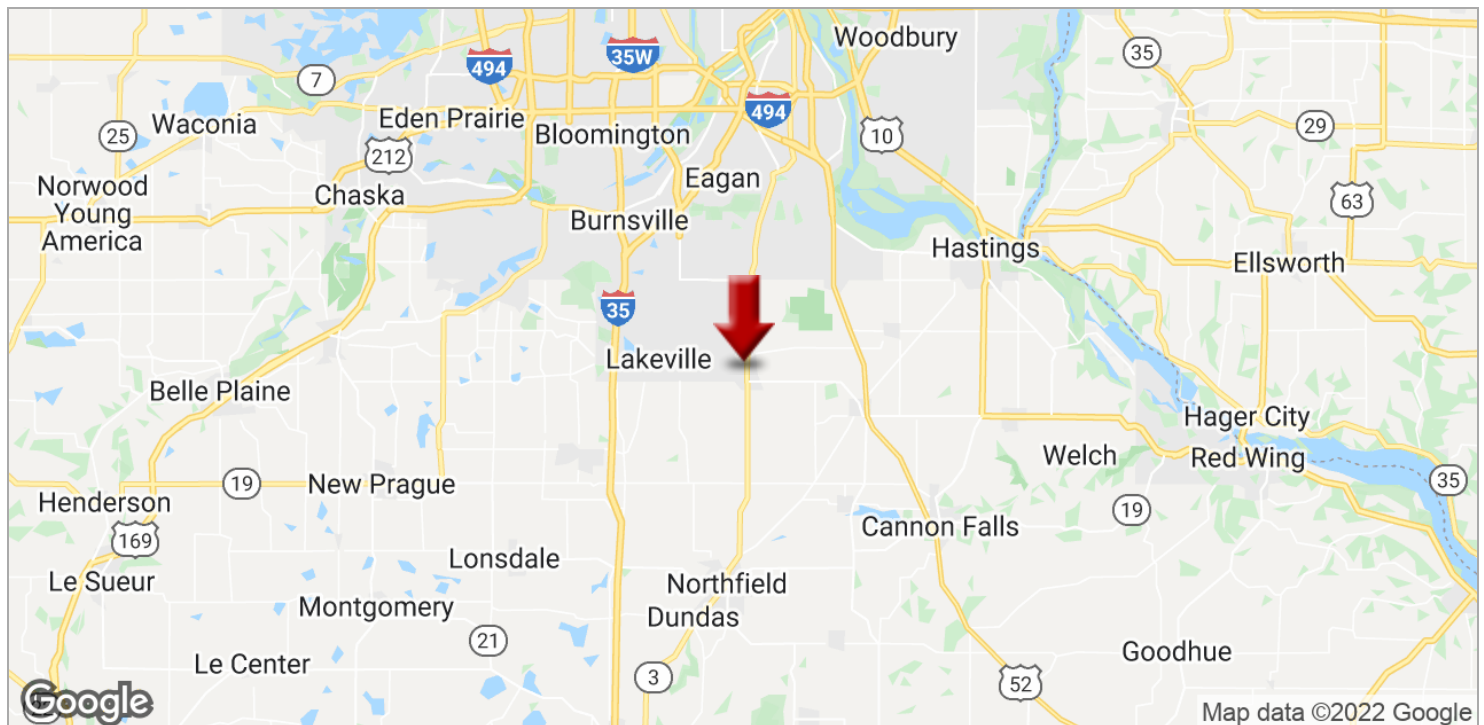 Woodbury
35
35W
494
7
494
29
25
Waconia
Eden Prairie
Bloomington
10
212
Norwood
Young
America
Chaska
Eagan
63
Burnsville
Hastings
Ellsworth
35
Lakeville
Belle Plaine
Hager City
Welch
Red Wing
19
New Prague
35
Henderson
19
Cannon Falls
169
Lonsdale
Le Sueur
Northfield
Montgomery
Dundas
21
Goodhue
Le Center
3
52
Google
Map data ©2022 Google